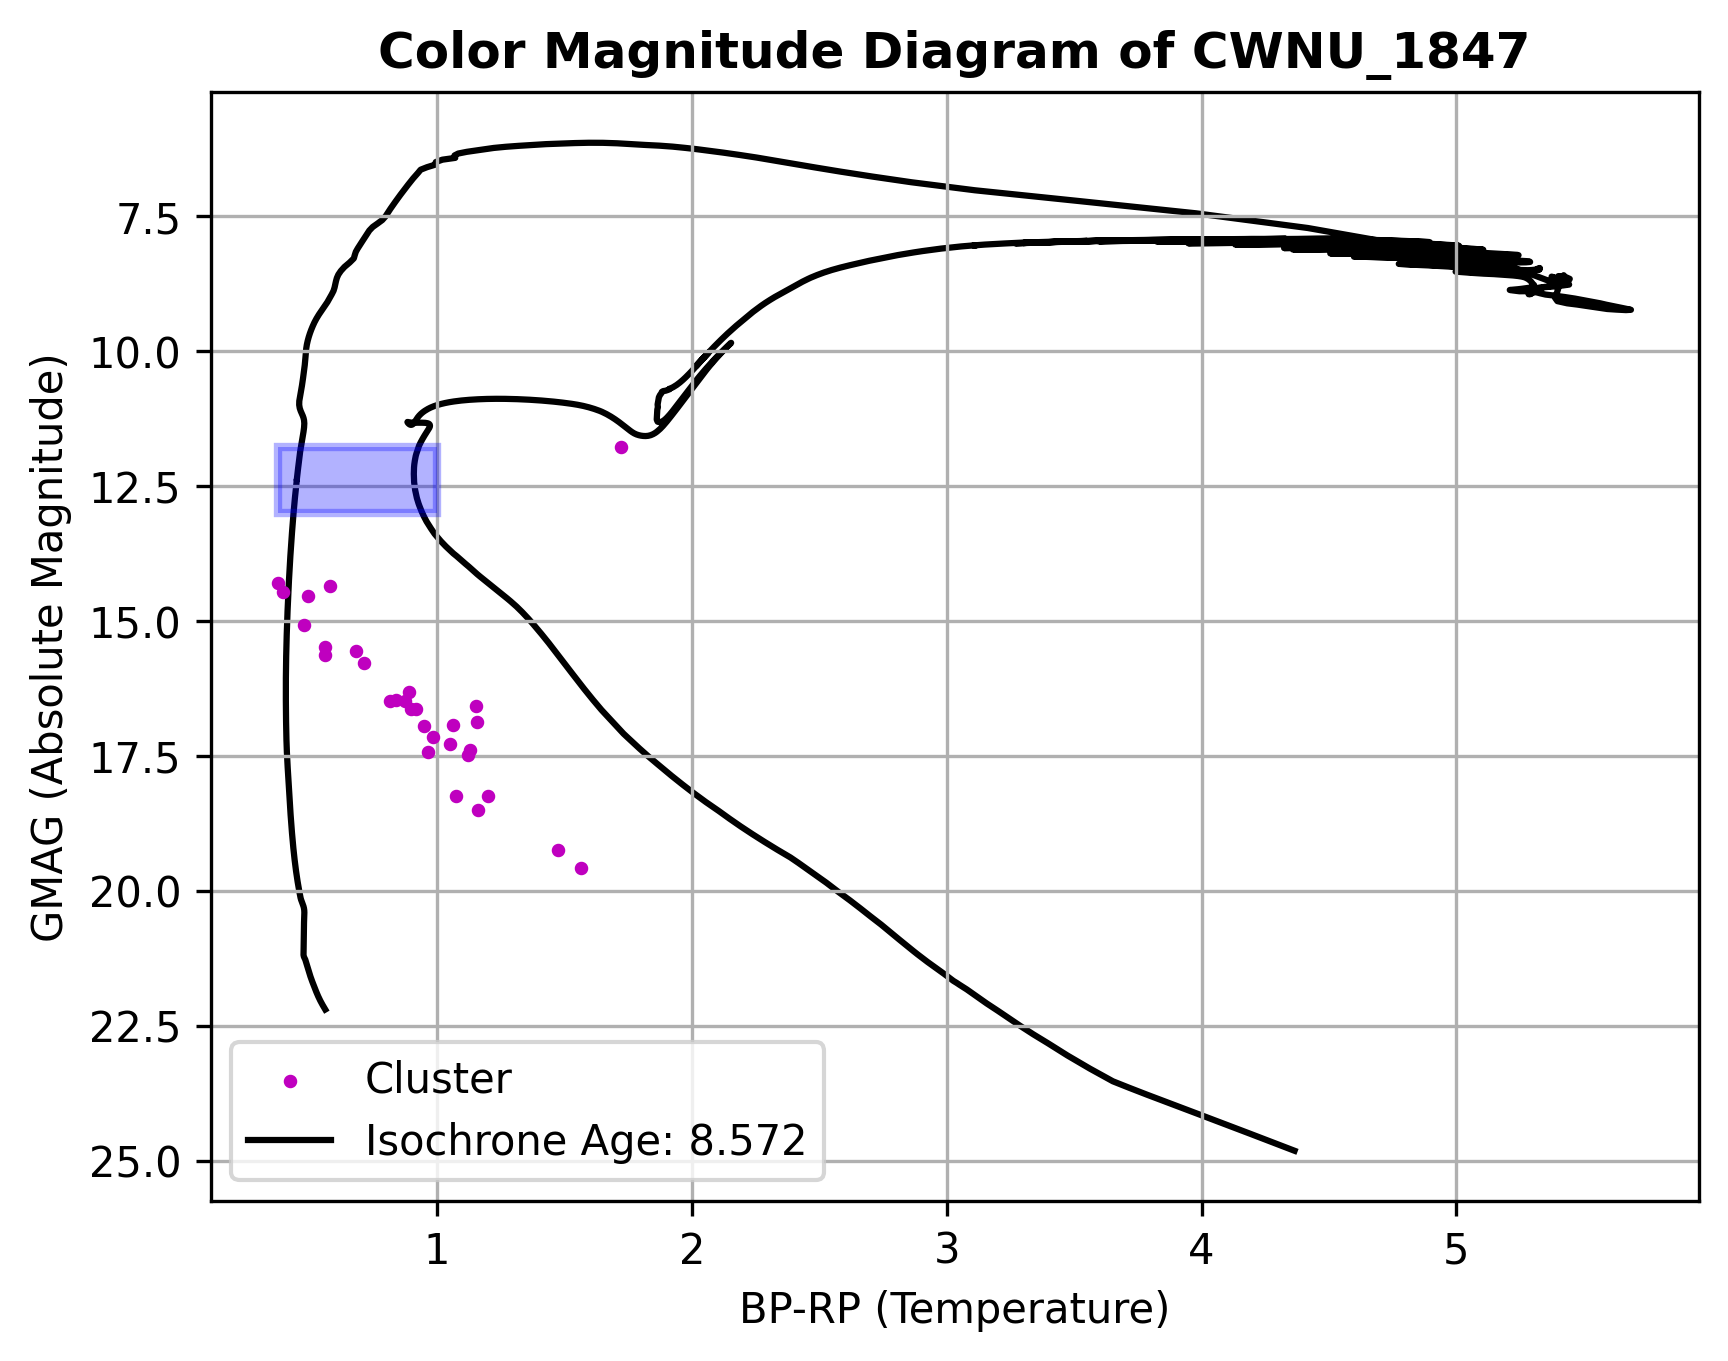 Color Magnitude Diagram of CWNU_1847
GMAG (Absolute Magnitude)
7.5
10.0
12.5
15.0
17.5
20.0
22.5
25.0
Cluster
Isochrone Age: 8.572
1 2 3 4 5
BP-RP (Temperature)